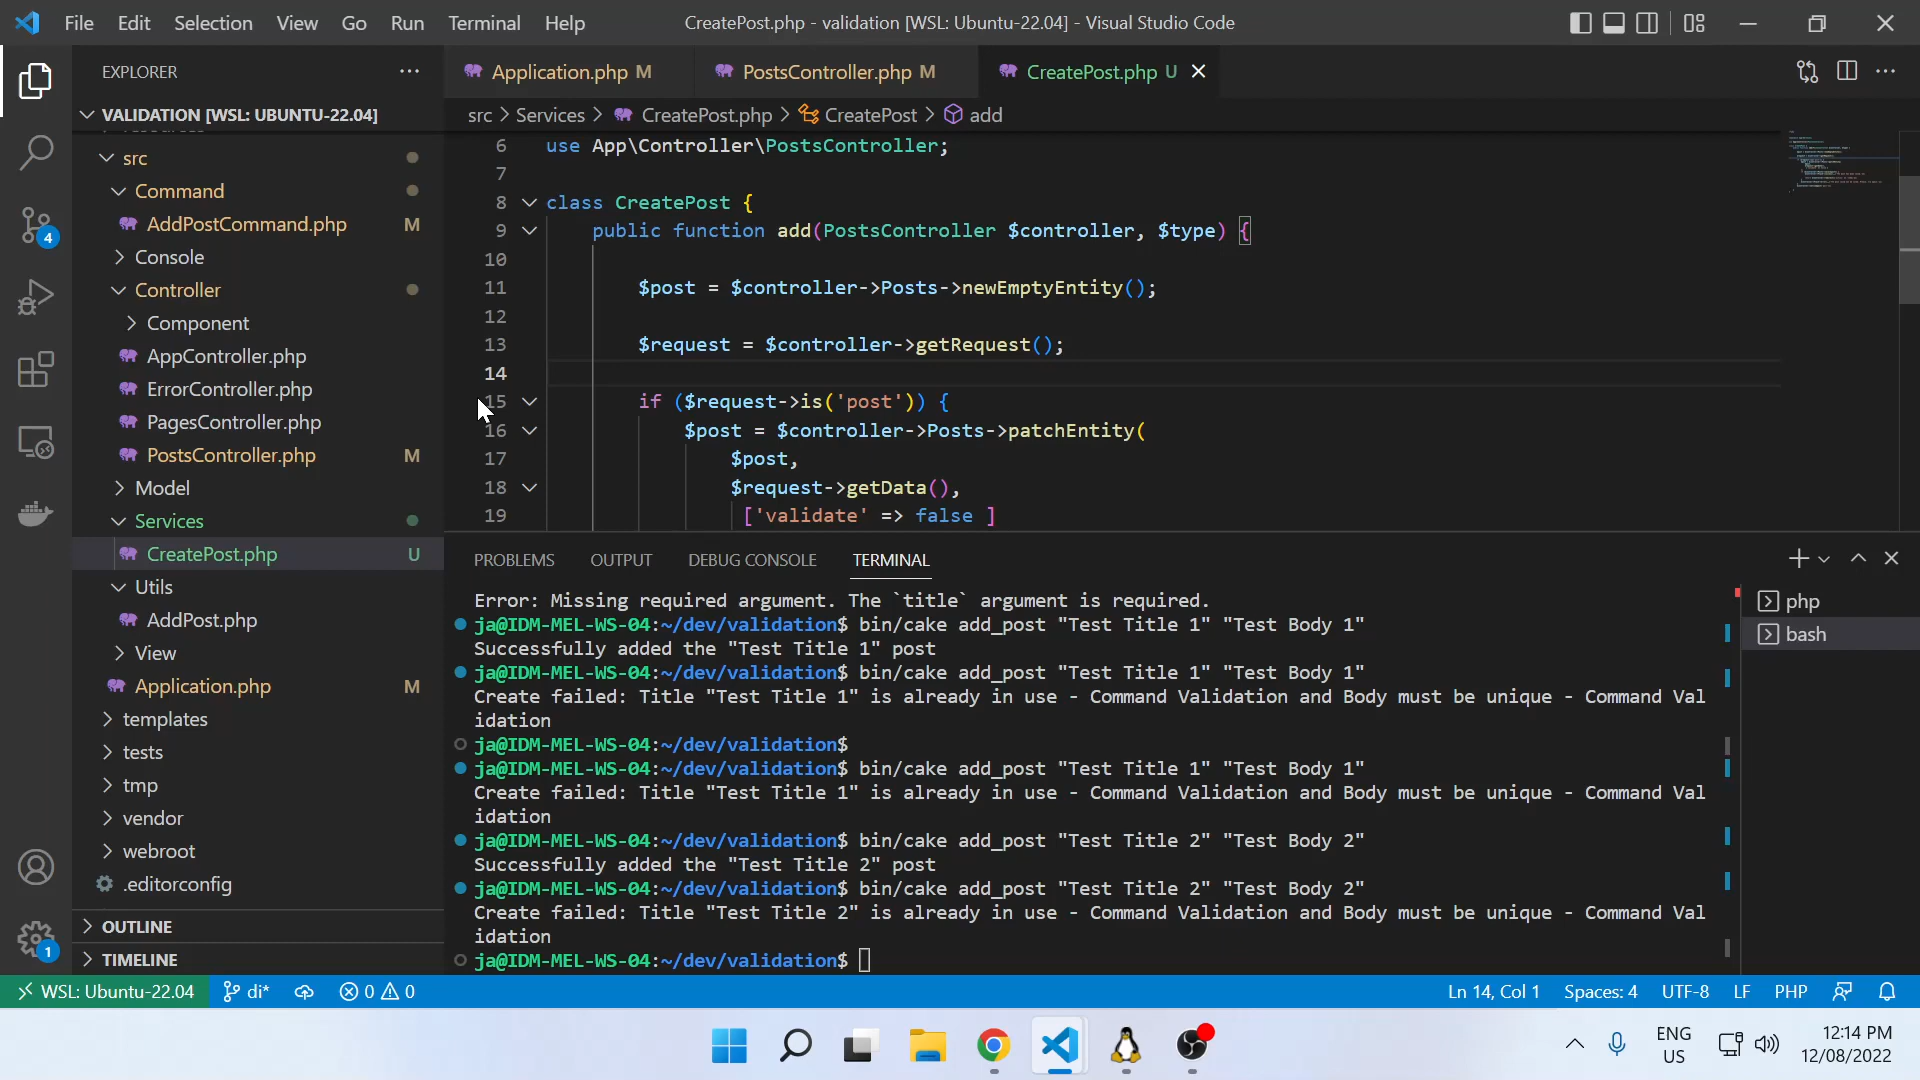 File Edit Selection View Go Run Terminal Help
CreatePost.php - validation [WSL: Ubuntu-22.04] - Visual Studio Code
EXPLORER
VALIDATION [WSL: UBUNTU-22.04]
src
Command
AddPostCommand.php M
Console
Controller
Component
AppController.php
ErrorController.php
PagesController.php
PostsController.php M
Model
Services
CreatePost.php U
Utils
AddPost.php
View
Application.php M
templates
tests
tmp
vendor
webroot
.editorconfig
OUTLINE
TIMELINE
4
1
Application.php M
PostsController.php M
CreatePost.php U
src > Services > CreatePost.php > CreatePost > add
6 use App\Controller\PostsController;
7
8 class CreatePost {
9 public function add(PostsController $controller, $type) {
10
11 $post = $controller->Posts->newEmptyEntity();
12
13 $request = $controller->getRequest();
14
15 if ($request->is('post')) {
16 $post = $controller->Posts->patchEntity(
17 $post,
18 $request->getData(),
19 ['validate' => false ]
PROBLEMS OUTPUT DEBUG CONSOLE TERMINAL
Error: Missing required argument. The `title` argument is required.
ja@IDM-MEL-WS-04:~/dev/validation$ bin/cake add_post "Test Title 1" "Test Body 1"
Successfully added the "Test Title 1" post
ja@IDM-MEL-WS-04:~/dev/validation$ bin/cake add_post "Test Title 1" "Test Body 1"
Create failed: Title "Test Title 1" is already in use - Command Validation and Body must be unique - Command Val
idation
ja@IDM-MEL-WS-04:~/dev/validation$
ja@IDM-MEL-WS-04:~/dev/validation$ bin/cake add_post "Test Title 1" "Test Body 1"
Create failed: Title "Test Title 1" is already in use - Command Validation and Body must be unique - Command Val
idation
ja@IDM-MEL-WS-04:~/dev/validation$ bin/cake add_post "Test Title 2" "Test Body 2"
Successfully added the "Test Title 2" post
ja@IDM-MEL-WS-04:~/dev/validation$ bin/cake add_post "Test Title 2" "Test Body 2"
Create failed: Title "Test Title 2" is already in use - Command Validation and Body must be unique - Command Val
idation
ja@IDM-MEL-WS-04:~/dev/validation$
php
bash
WSL: Ubuntu-22.04 di* 0 0
Ln 14, Col 1 Spaces: 4 UTF-8 LF PHP
ENG
US
12:14 PM
12/08/2022